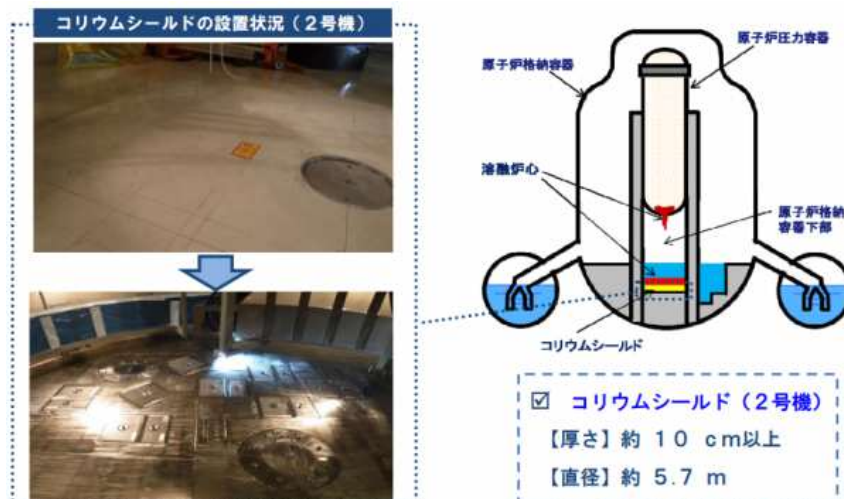 コリウムシールドの設置状況（２号機）
原子炉格納容器
原子炉圧力容器
溶融炉心
原子炉格納
容器下部
コリウムシールド
☑ コリウムシールド（２号機）
【厚さ】約 １０ ｃｍ以上
【直径】約 ５.７ ｍ